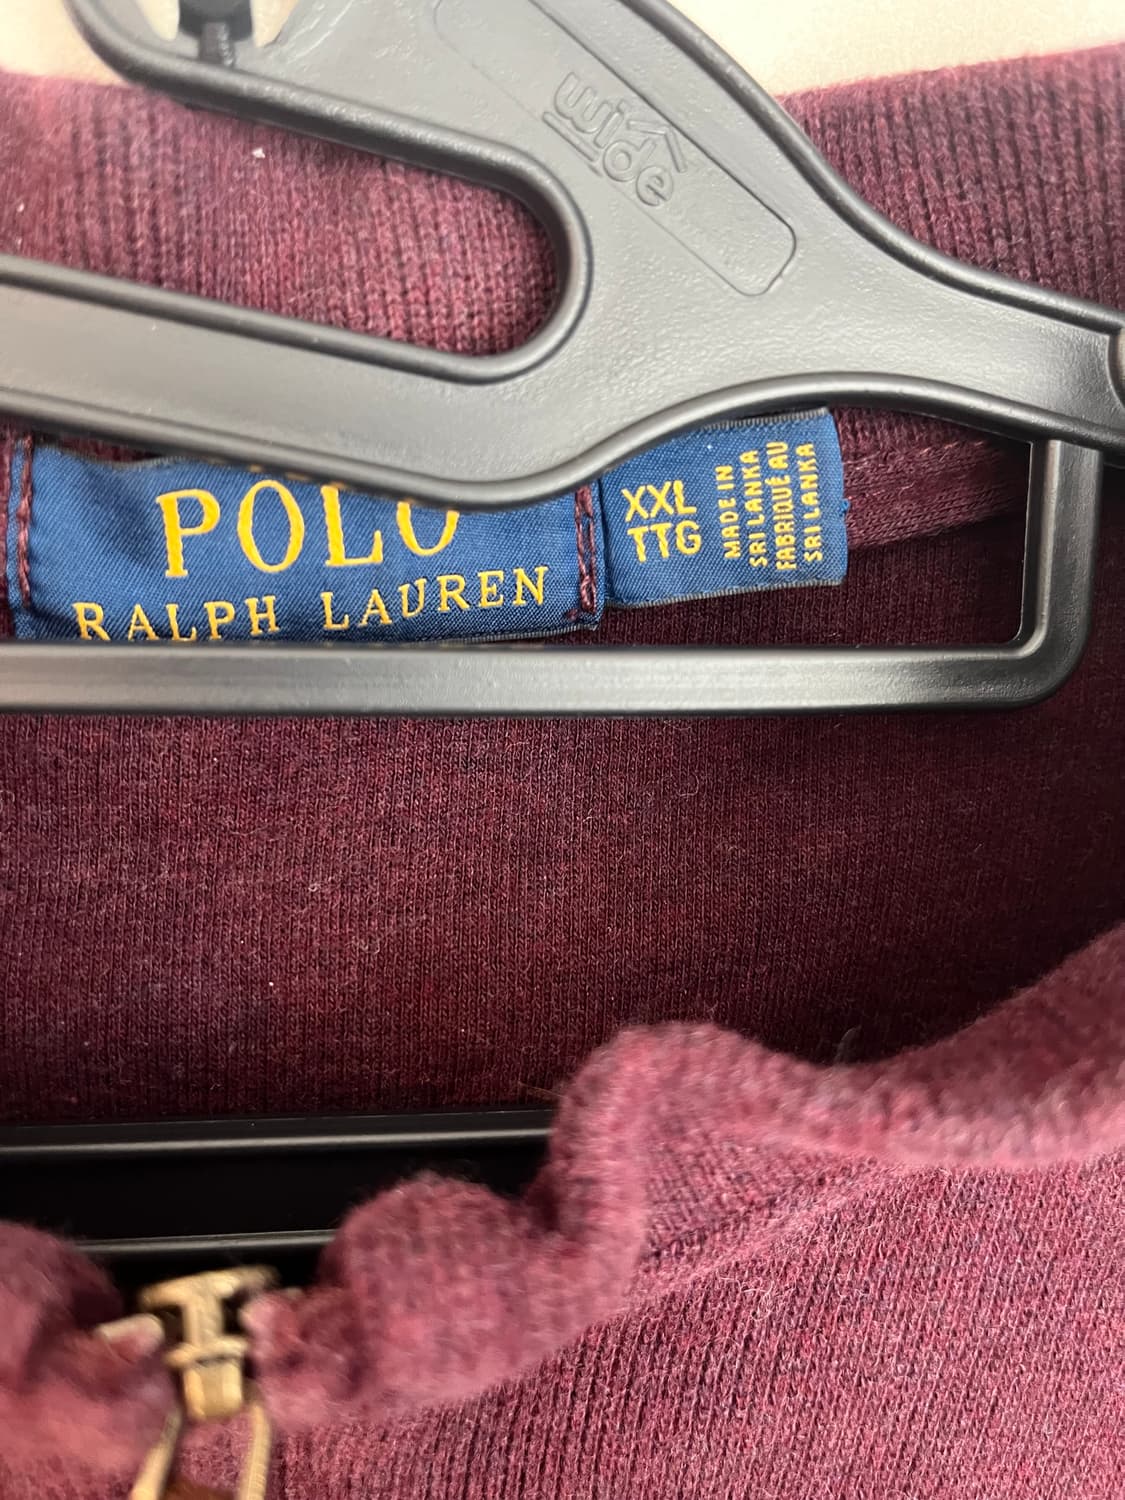 wide
POLO
RALPH LAUREN
XXL
TTG
MADE IN
SRI LANKA
FABRIQUÉ AU
SRI LANKA